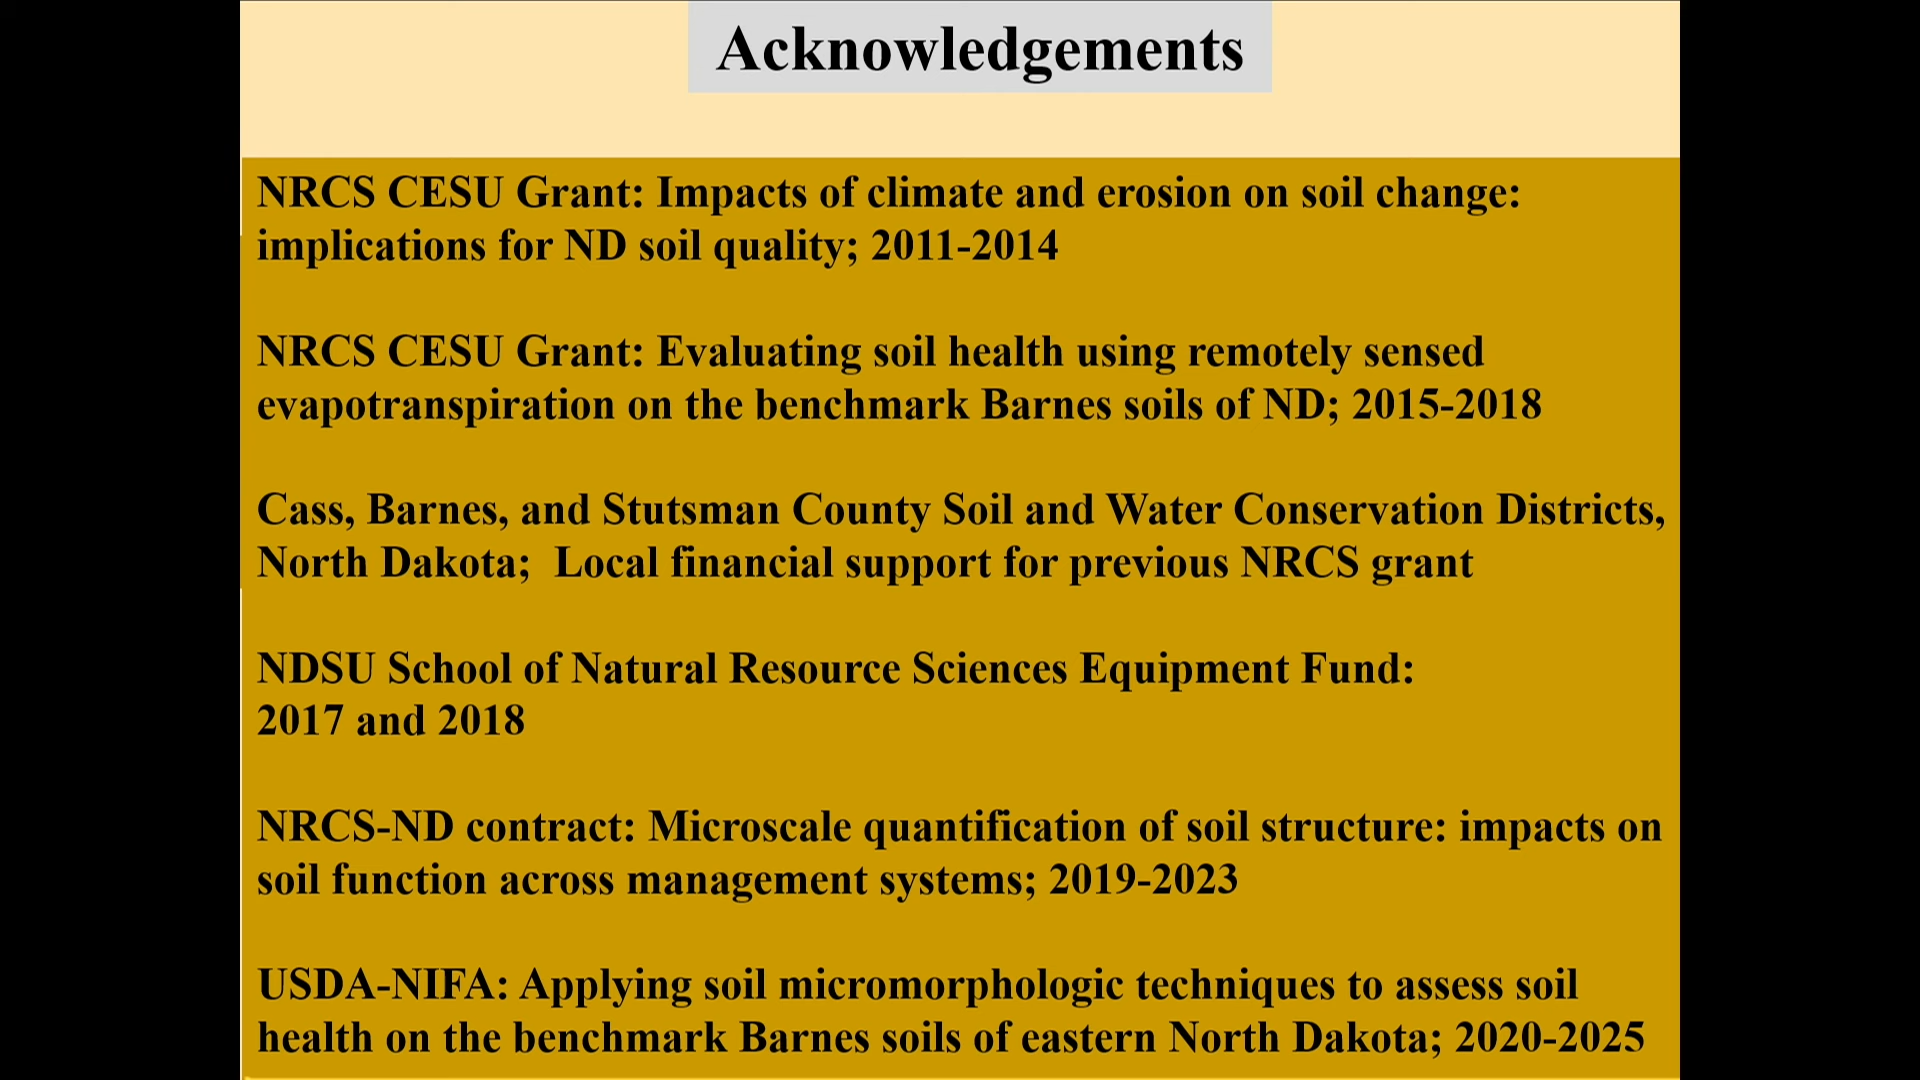 Acknowledgements
NRCS CESU Grant: Impacts of climate and erosion on soil change:
implications for ND soil quality; 2011-2014
NRCS CESU Grant: Evaluating soil health using remotely sensed
evapotranspiration on the benchmark Barnes soils of ND; 2015-2018
Cass, Barnes, and Stutsman County Soil and Water Conservation Districts,
North Dakota;  Local financial support for previous NRCS grant
NDSU School of Natural Resource Sciences Equipment Fund:
2017 and 2018
NRCS-ND contract: Microscale quantification of soil structure: impacts on
soil function across management systems; 2019-2023
USDA-NIFA: Applying soil micromorphologic techniques to assess soil
health on the benchmark Barnes soils of eastern North Dakota; 2020-2025